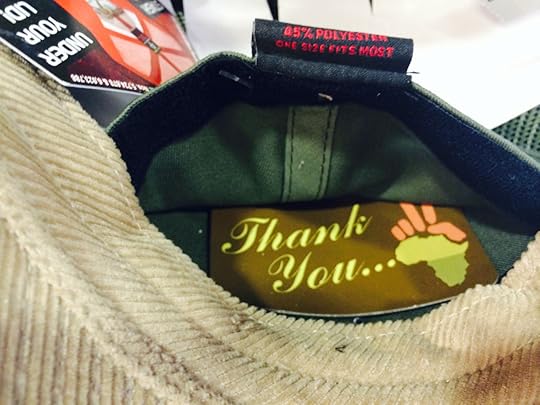 UNDER
YOUR
LID!
45% POLYESTER
ONE SIZE FITS MOST
Thank
You...